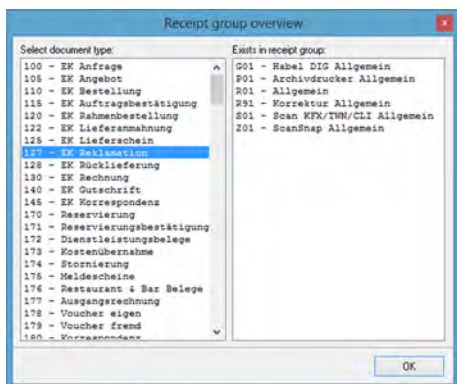 Receipt group overview
Select document type:
100 - EK Anfrage
105 - EK Angebot
110 - EK Bestellung
115 - EK Auftragsbestätigung
120 - EK Rahmenbestellung
122 - EK Lieferanmahnung
125 - EK Lieferschein
127 - EK Reklamation
128 - EK Rücklieferung
130 - EK Rechnung
140 - EK Gutschrift
145 - EK Korrespondenz
170 - Reservierung
171 - Reservierungsbestätigung
172 - Dienstleistungsbelege
173 - Kostenübernahme
174 - Stornierung
175 - Meldescheine
176 - Restaurant & Bar Belege
177 - Ausgangsrechnung
178 - Voucher eigen
179 - Voucher fremd
180 - Korrespondenz
Exists in receipt group:
G01 - Habel DIG Allgemein
P01 - Archivdrucker Allgemein
R01 - Allgemein
R91 - Korrektur Allgemein
S01 - Scan KFX/TWN/CLI Allgemein
Z01 - ScanSnap Allgemein
OK